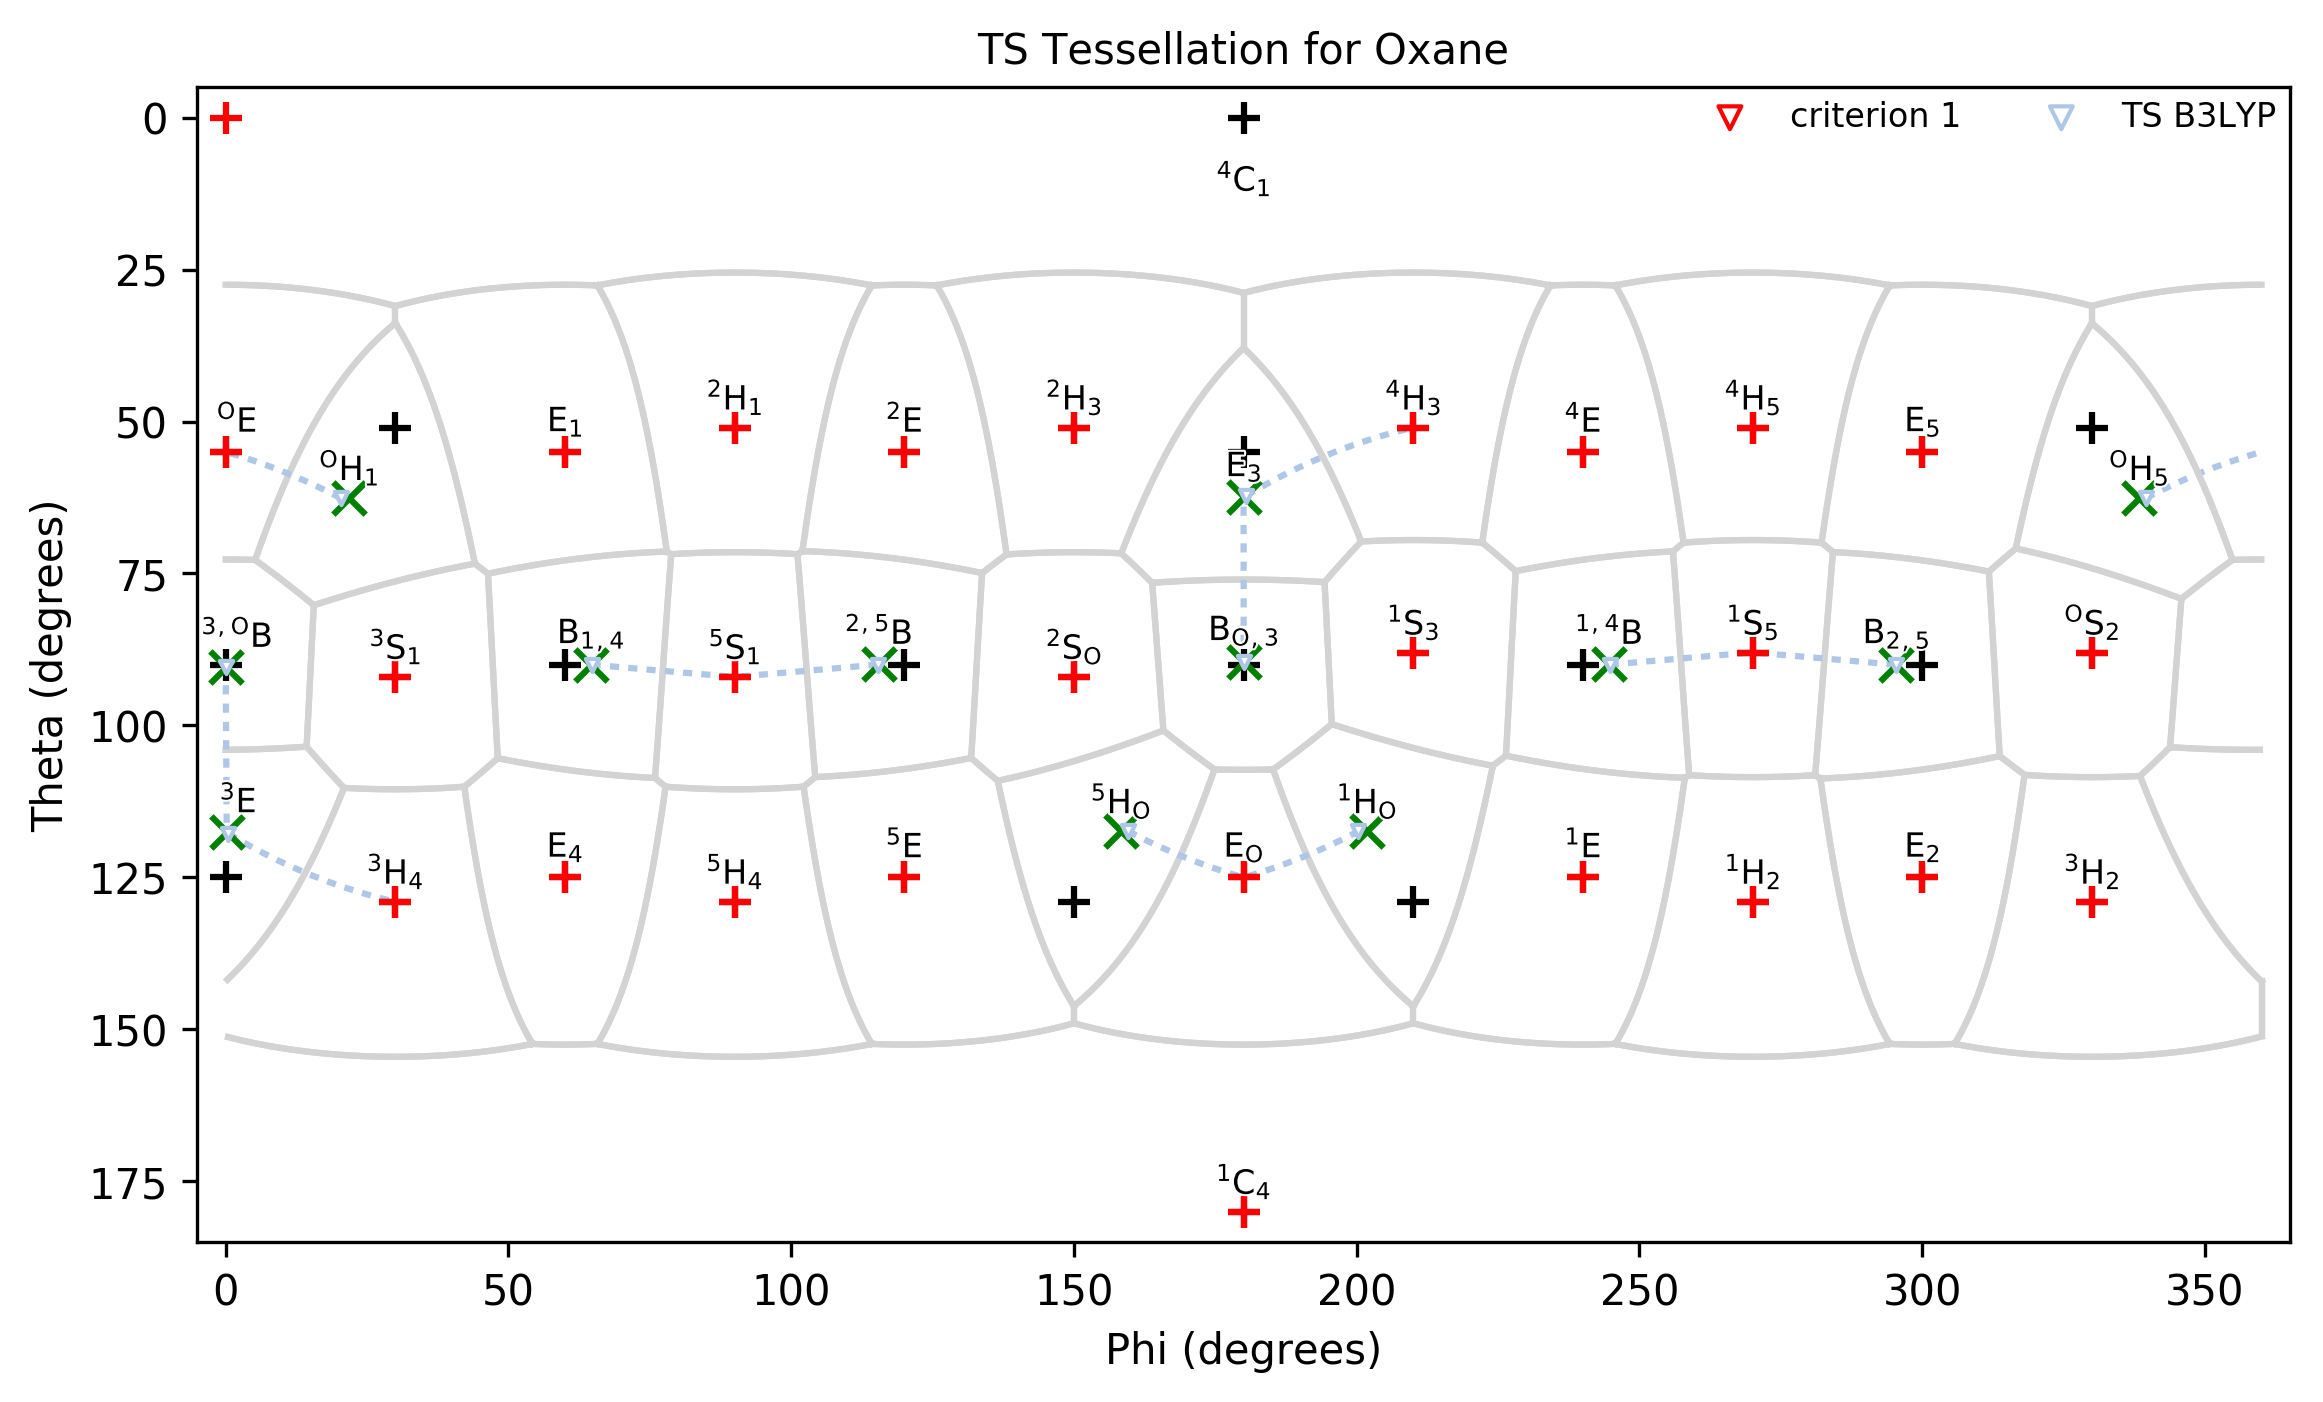 TS Tessellation for Oxane
criterion 1
TS B3LYP
⁴C₁
ᴼE
ᴼH₁
E₁
²H₁
²E
²H₃
E₃
⁴H₃
⁴E
⁴H₅
E₅
ᴼH₅
³,ᴼB
³S₁
B₁,₄
⁵S₁
²,⁵B
²Sₒ
Bₒ,₃
¹S₃
¹,⁴B
¹S₅
B₂,₅
ᴼS₂
³E
³H₄
E₄
⁵H₄
⁵E
⁵Hₒ
Eₒ
¹Hₒ
¹E
¹H₂
E₂
³H₂
¹C₄
0
25
50
75
100
125
150
175
Theta (degrees)
0 50 100 150 200 250 300 350
Phi (degrees)